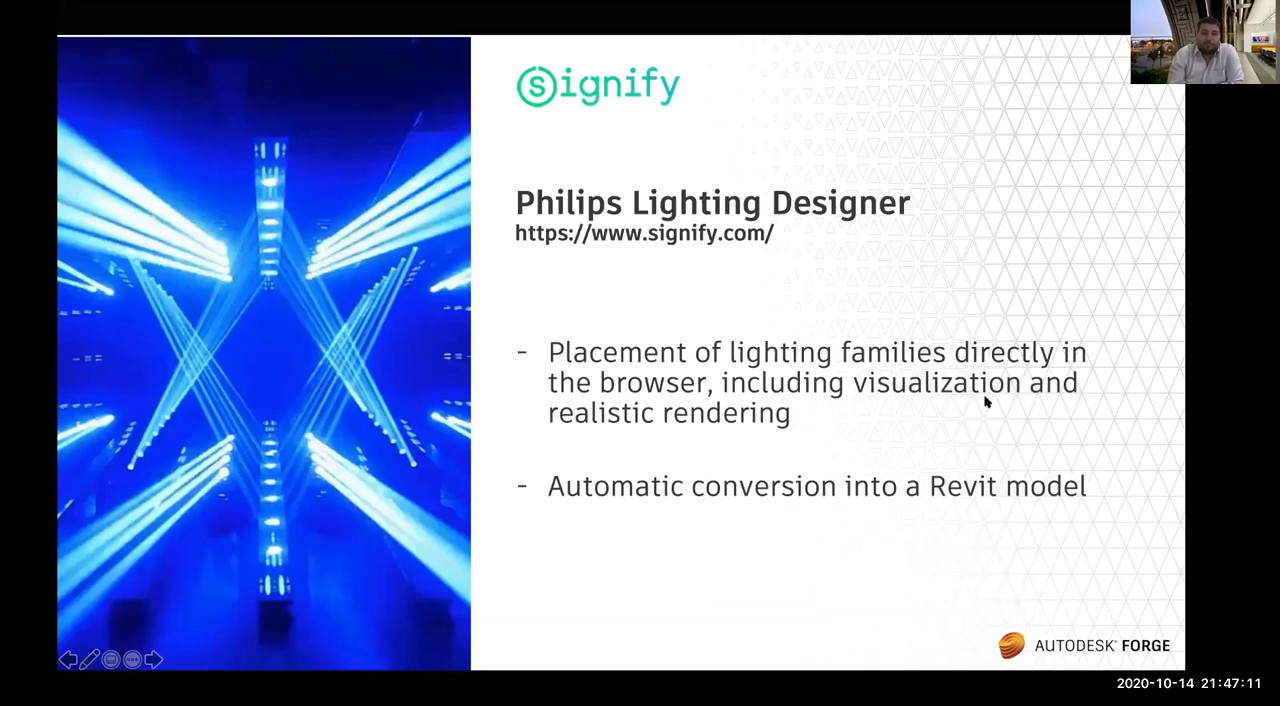 signify
Philips Lighting Designer
https://www.signify.com/
- Placement of lighting families directly in
the browser, including visualization and
realistic rendering
- Automatic conversion into a Revit model
AUTODESK® FORGE
2020-10-14 21:47:11